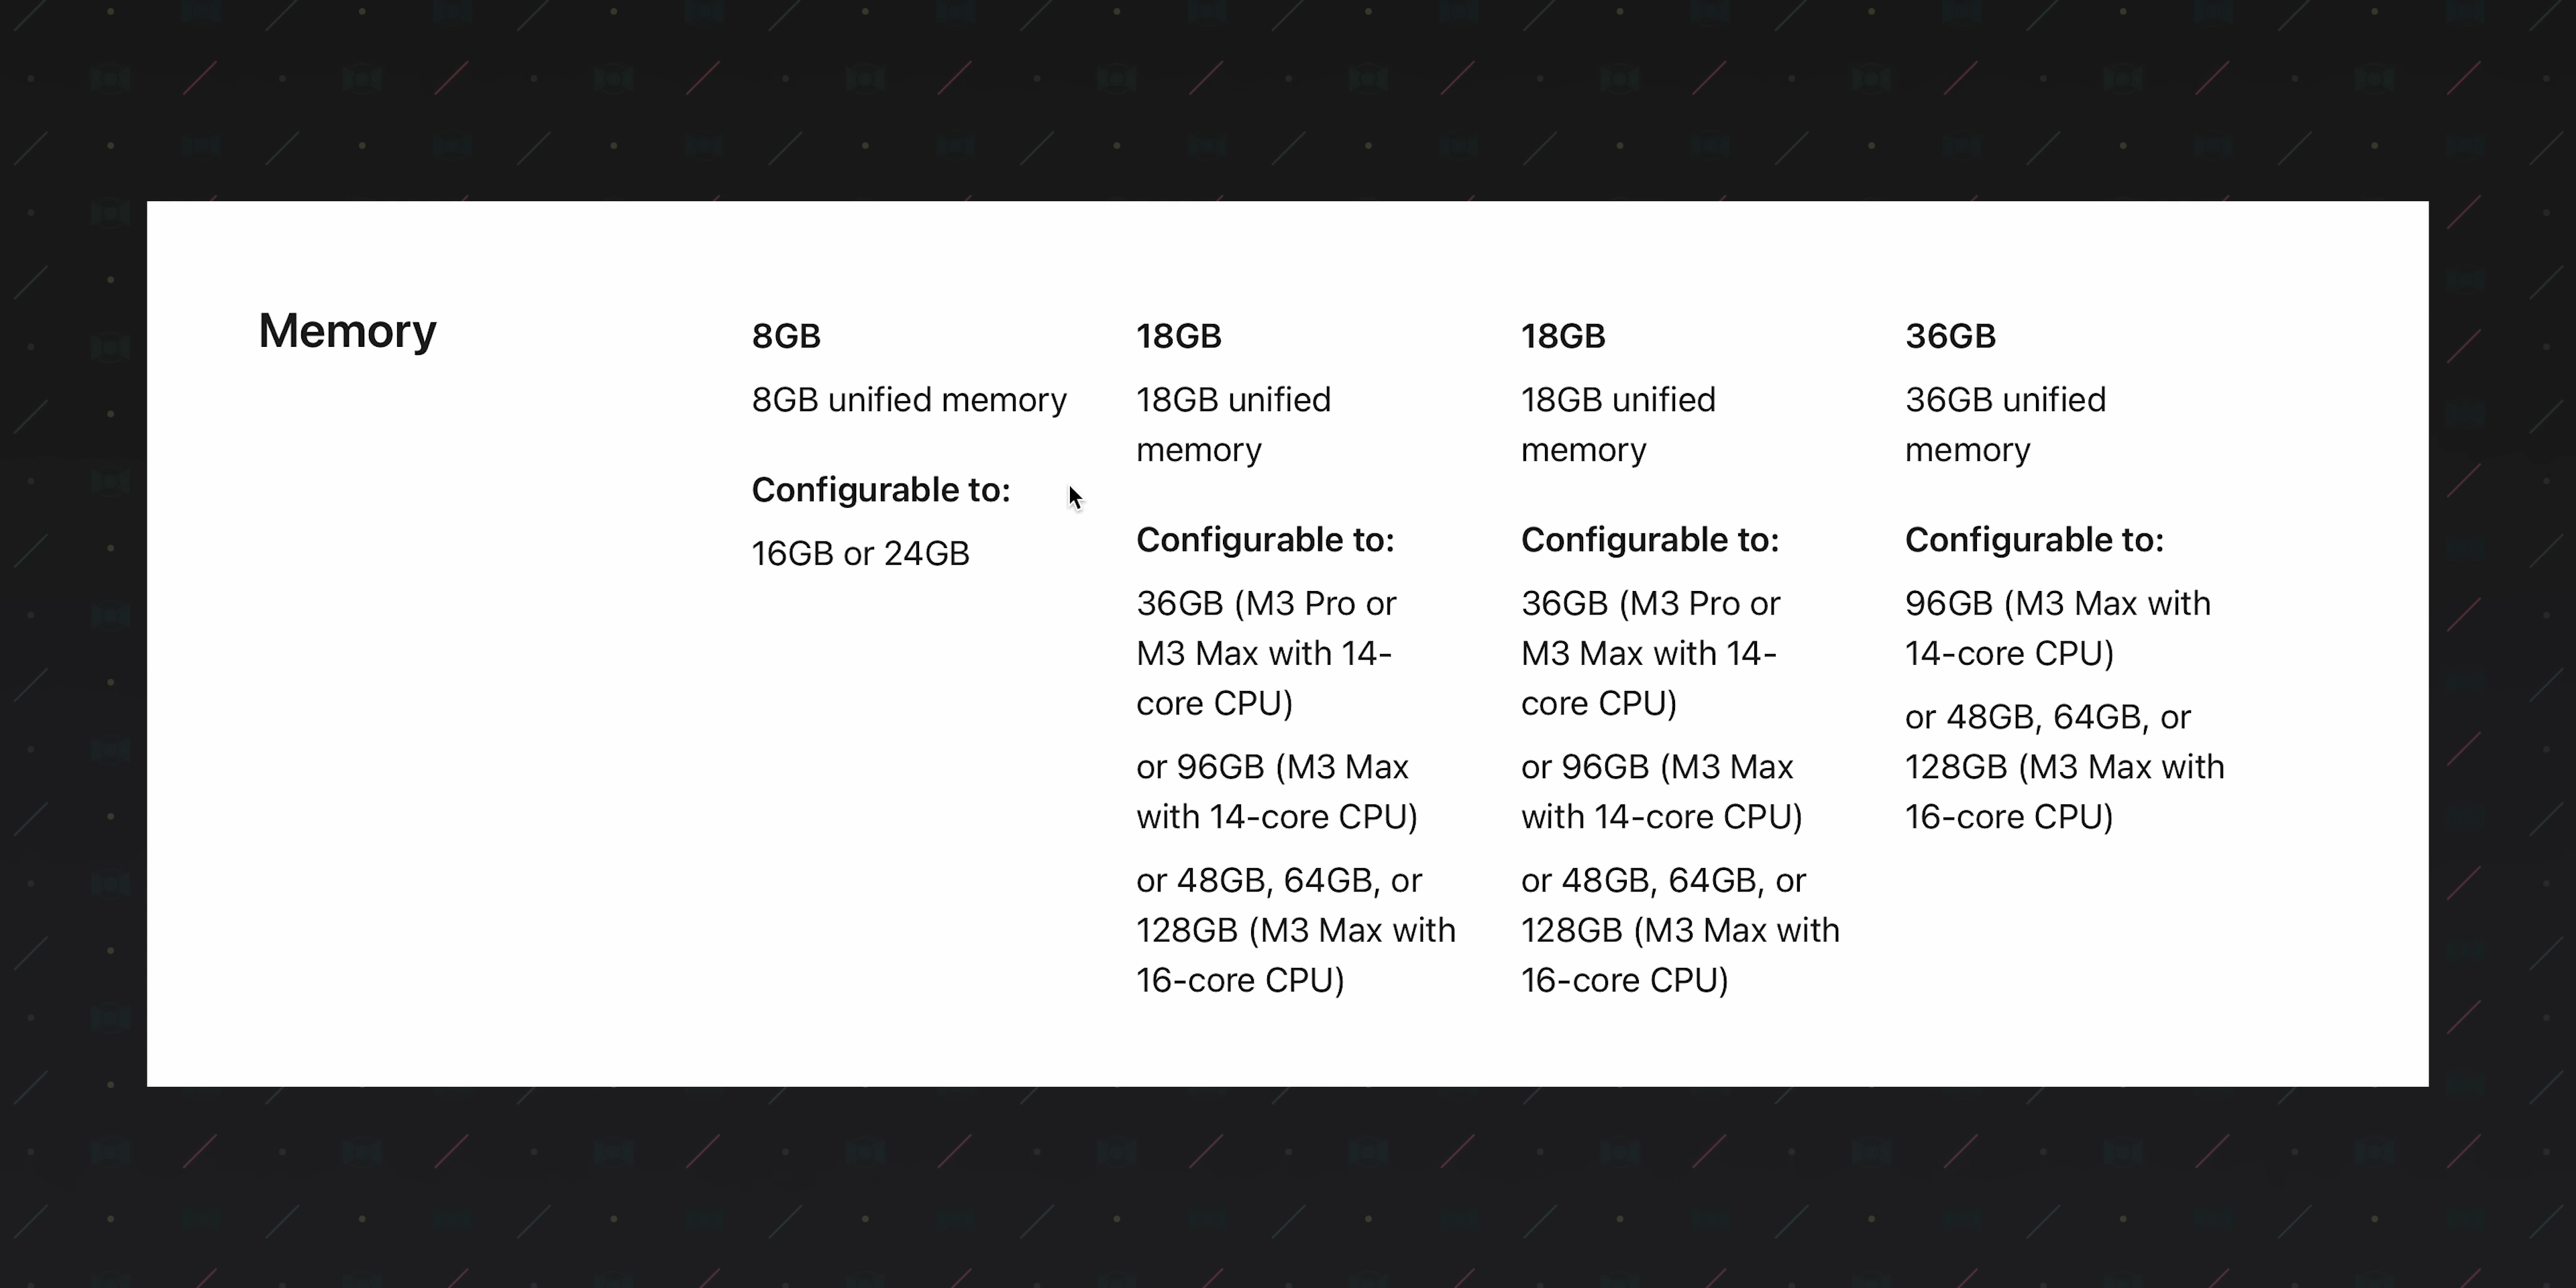 Memory
8GB
8GB unified memory
Configurable to:
16GB or 24GB
18GB
18GB unified
memory
Configurable to:
36GB (M3 Pro or
M3 Max with 14-
core CPU)
or 96GB (M3 Max
with 14-core CPU)
or 48GB, 64GB, or
128GB (M3 Max with
16-core CPU)
18GB
18GB unified
memory
Configurable to:
36GB (M3 Pro or
M3 Max with 14-
core CPU)
or 96GB (M3 Max
with 14-core CPU)
or 48GB, 64GB, or
128GB (M3 Max with
16-core CPU)
36GB
36GB unified
memory
Configurable to:
96GB (M3 Max with
14-core CPU)
or 48GB, 64GB, or
128GB (M3 Max with
16-core CPU)